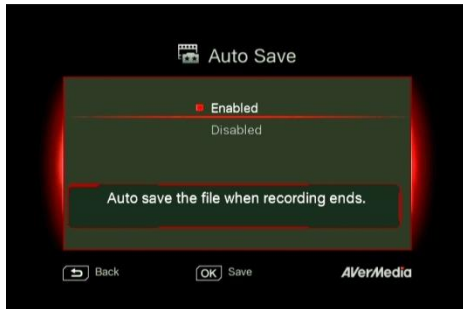 Auto Save
Enabled
Disabled
Auto save the file when recording ends.
Back OK Save AVerMedia